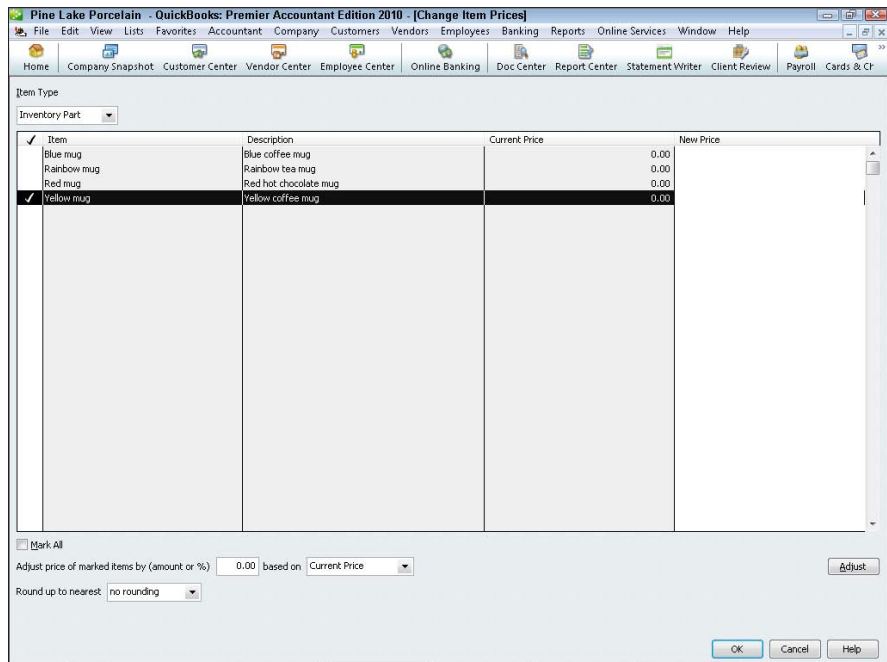 Pine Lake Porcelain - QuickBooks: Premier Accountant Edition 2010 - [Change Item Prices]
File Edit View Lists Favorites Accountant Company Customers Vendors Employees Banking Reports Online Services Window Help
Home Company Snapshot Customer Center Vendor Center Employee Center Online Banking Doc Center Report Center Statement Writer Client Review Payroll Cards & Ch
Item Type
Inventory Part
✓ Item Description Current Price New Price
Blue mug Blue coffee mug 0.00
Rainbow mug Rainbow tea mug 0.00
Red mug Red hot chocolate mug 0.00
✓ Yellow mug Yellow coffee mug 0.00
Mark All
Adjust price of marked items by (amount or %) 0.00 based on Current Price Adjust
Round up to nearest no rounding
OK Cancel Help